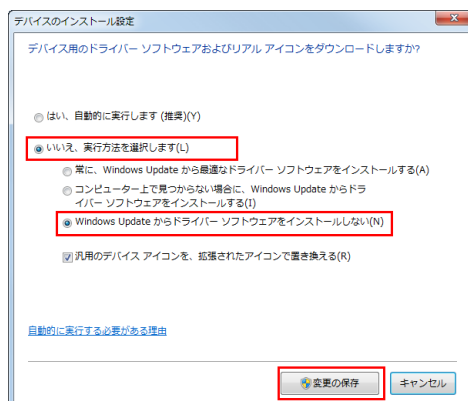 デバイスのインストール設定
デバイス用のドライバー ソフトウェアおよびリアル アイコンをダウンロードしますか?
はい、自動的に実行します (推奨)(Y)
いいえ、実行方法を選択します(L)
常に、Windows Update から最適なドライバー ソフトウェアをインストールする(A)
コンピューター上で見つからない場合に、Windows Update からドラ
イバー ソフトウェアをインストールする(I)
Windows Update からドライバー ソフトウェアをインストールしない(N)
汎用のデバイス アイコンを、拡張されたアイコンで置き換える(R)
自動的に実行する必要がある理由
変更の保存
キャンセル